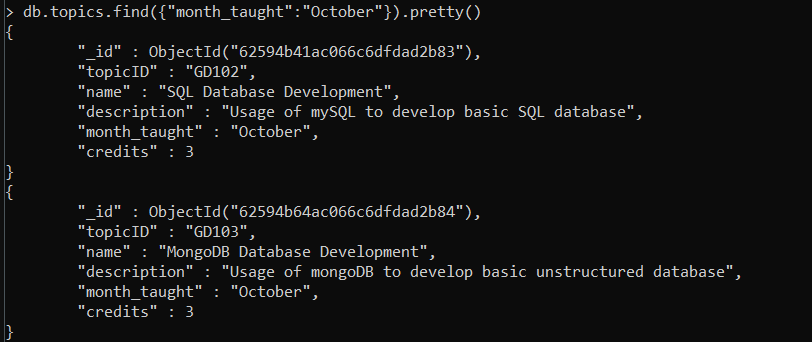 > db.topics.find({"month_taught":"October"}).pretty()
{
"_id" : ObjectId("62594b41ac066c6dfdad2b83"),
"topicID" : "GD102",
"name" : "SQL Database Development",
"description" : "Usage of mySQL to develop basic SQL database",
"month_taught" : "October",
"credits" : 3
}
{
"_id" : ObjectId("62594b64ac066c6dfdad2b84"),
"topicID" : "GD103",
"name" : "MongoDB Database Development",
"description" : "Usage of mongoDB to develop basic unstructured database",
"month_taught" : "October",
"credits" : 3
}